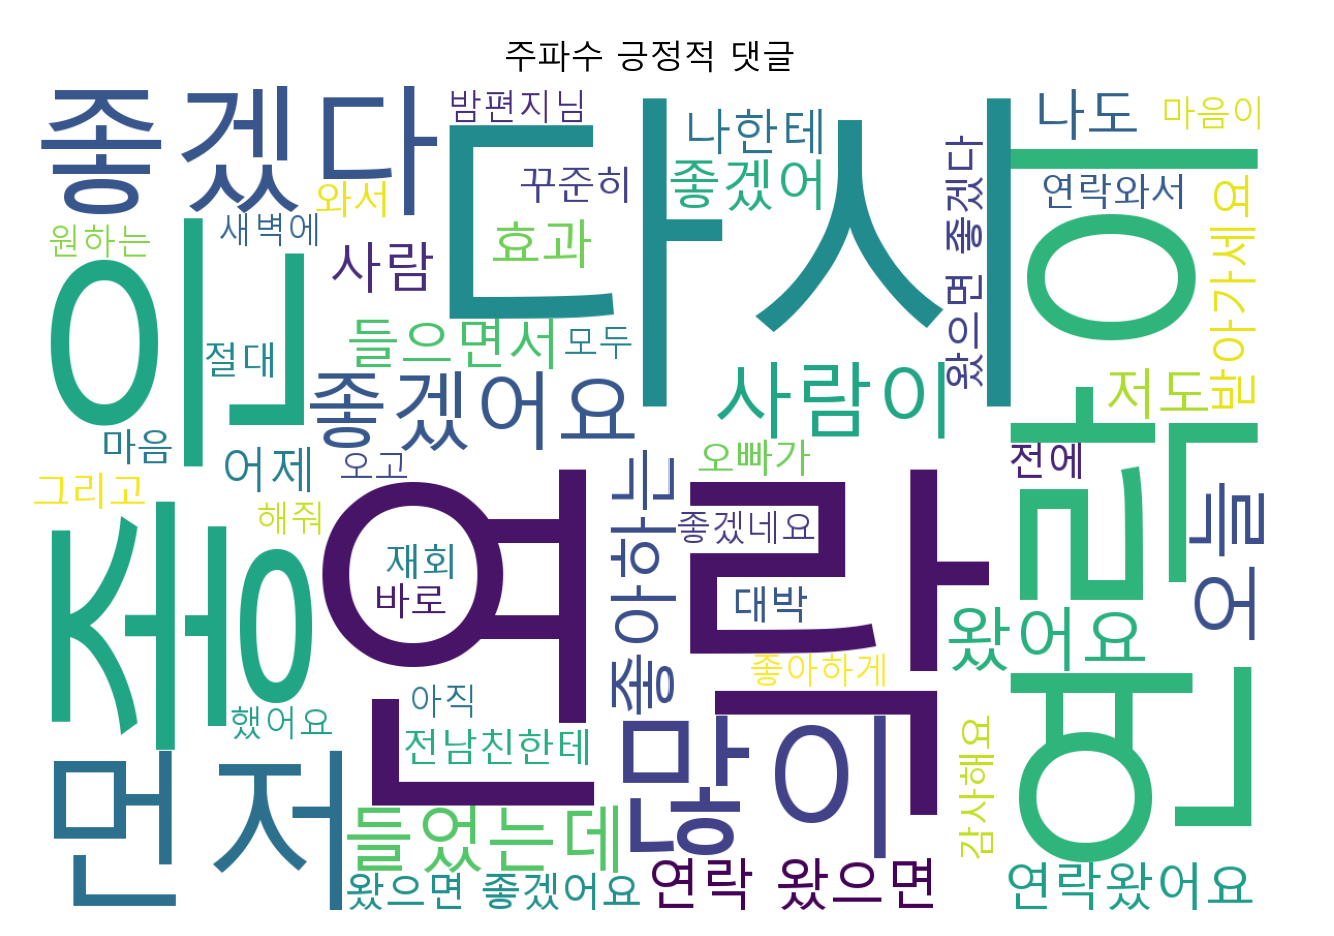 주파수 긍정적 댓글
좋겠다
밤편지님
다시
나한테
나도
마음이
꾸준히
좋겠어
왔으면 좋겠다
연락이
연락와서
받아가세요
와서
새벽에
원하는
사람
효과
좋은
절대
들으면서
모두
좋겠어요
사람이
저도
마음
어제
오고
오빠가
전에
그리고
해줘
연락
좋아하는
좋겠네요
오늘
재회
바로
대박
왔어요
좋아하게
했어요
아직
전남친한테
많이
감사해요
먼저
들었는데
왔으면 좋겠어요
연락 왔으면
연락왔어요